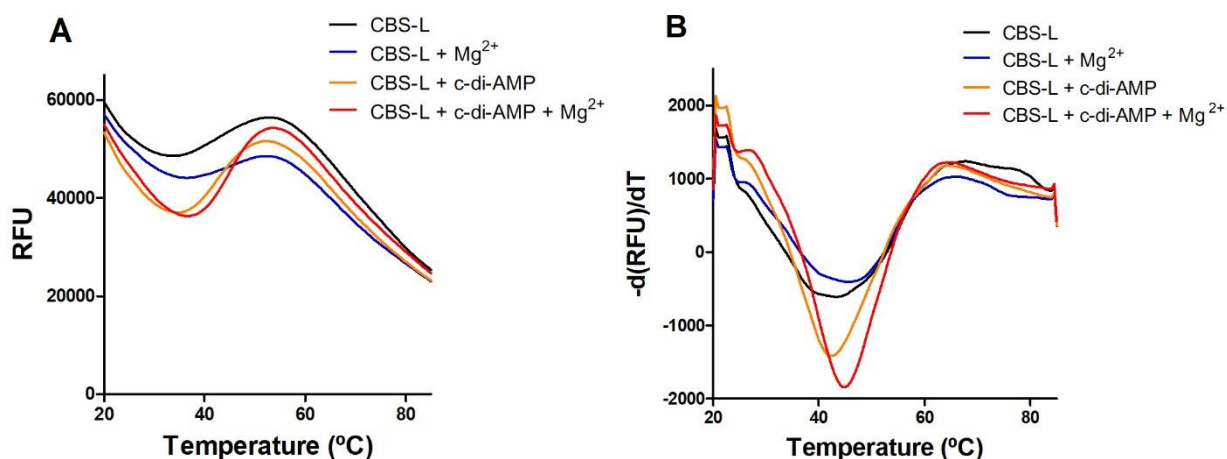 A
CBS-L
CBS-L + Mg²⁺
CBS-L + c-di-AMP
CBS-L + c-di-AMP + Mg²⁺
RFU
60000
40000
20000
0
20
40
60
80
Temperature (ºC)
B
CBS-L
CBS-L + Mg²⁺
CBS-L + c-di-AMP
CBS-L + c-di-AMP + Mg²⁺
-d(RFU)/dT
2000
1000
0
-1000
-2000
20
40
60
80
Temperature (ºC)